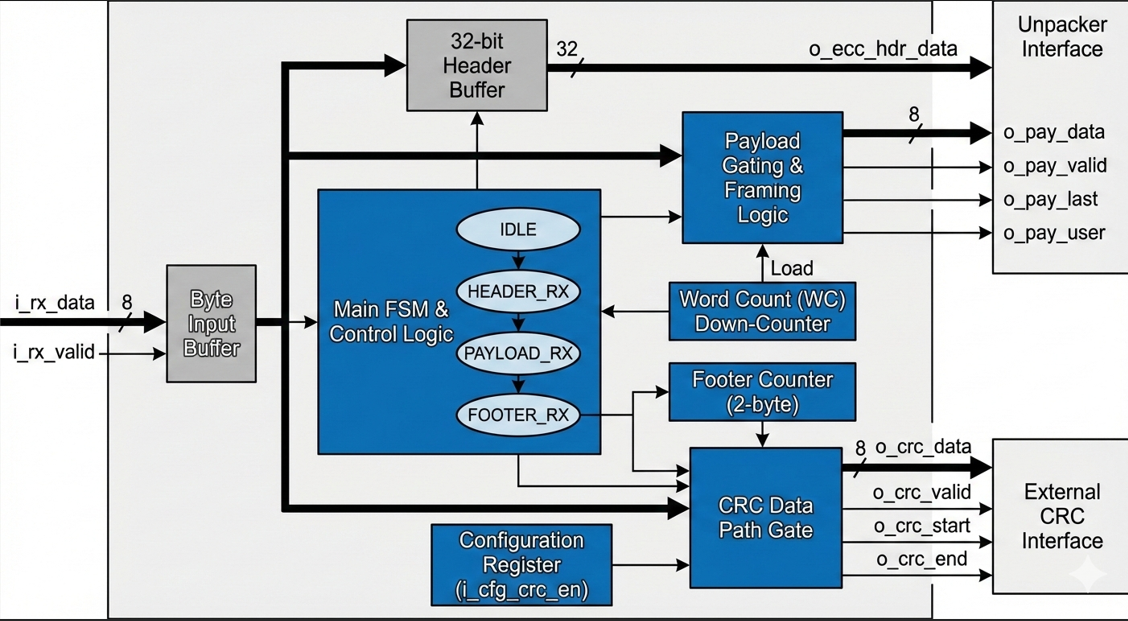 32-bit
Header
Buffer
32
o_ecc_hdr_data
Unpacker
Interface
Payload
Gating &
Framing
Logic
8
o_pay_data
o_pay_valid
o_pay_last
o_pay_user
i_rx_data
8
i_rx_valid
Byte
Input
Buffer
Main FSM &
Control Logic
IDLE
HEADER_RX
PAYLOAD_RX
FOOTER_RX
Load
Word Count (WC)
Down-Counter
Footer Counter
(2-byte)
CRC Data
Path Gate
8
o_crc_data
o_crc_valid
o_crc_start
o_crc_end
External
CRC
Interface
Configuration
Register
(i_cfg_crc_en)